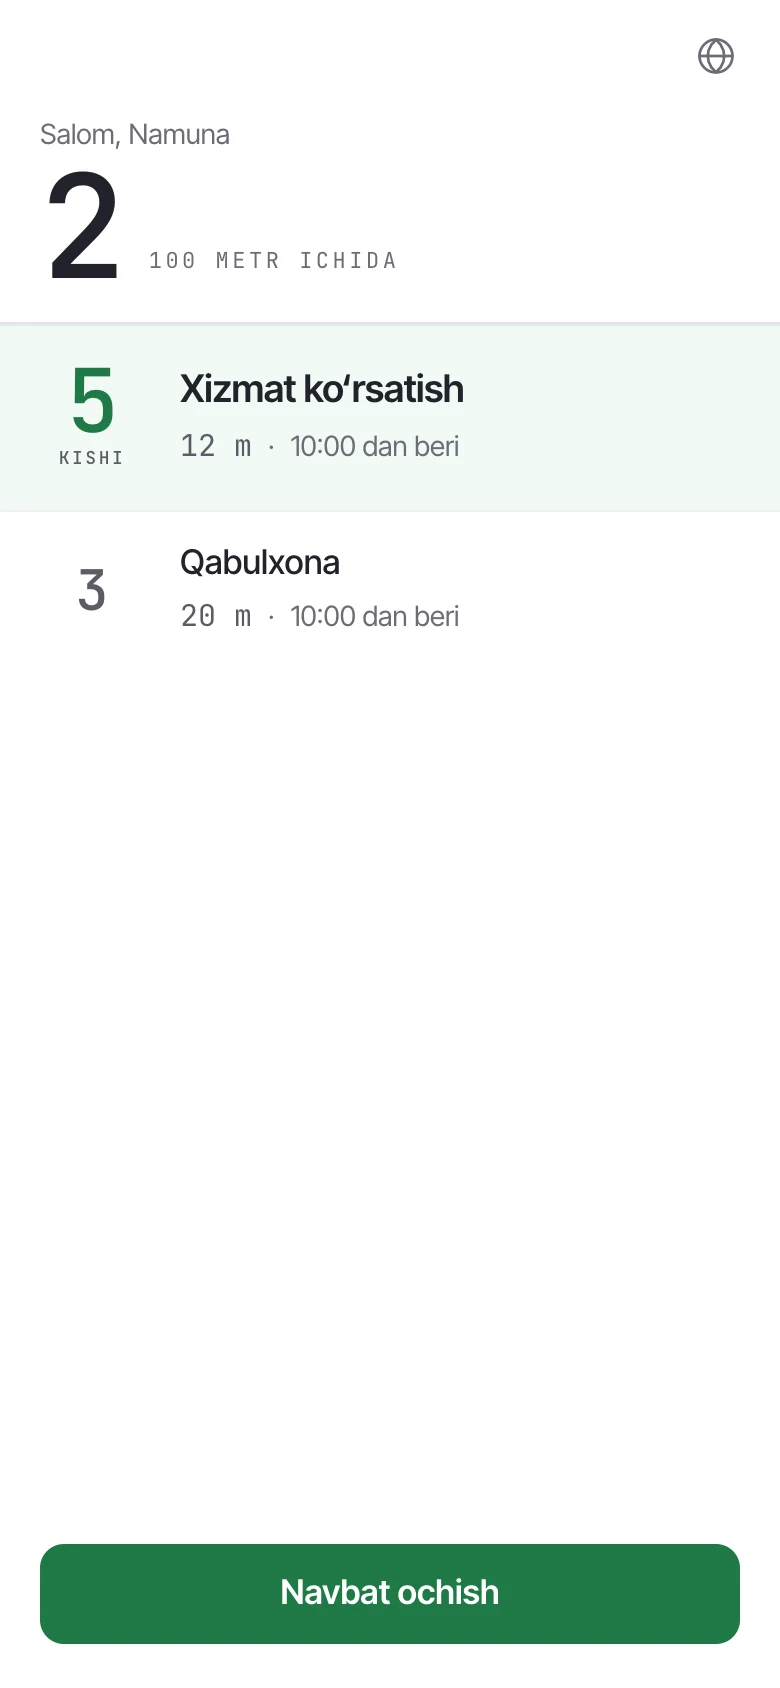 Salom, Namuna
2 100 METR ICHIDA
5 KISHI
Xizmat ko‘rsatish
12 m · 10:00 dan beri
3
Qabulxona
20 m · 10:00 dan beri
Navbat ochish